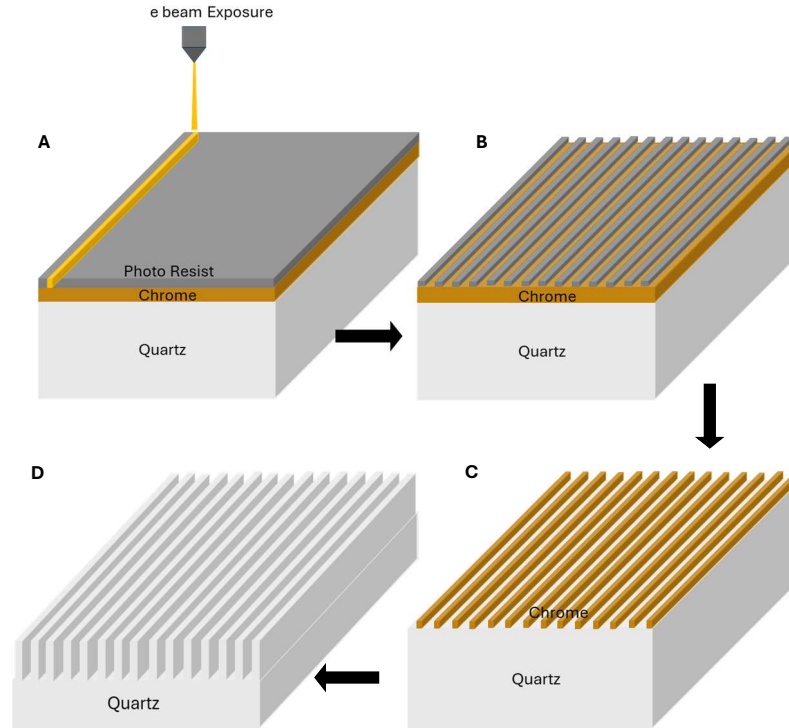 e beam Exposure
A
B
Photo Resist
Chrome
Quartz
Chrome
Quartz
D
C
Chrome
Quartz
Quartz